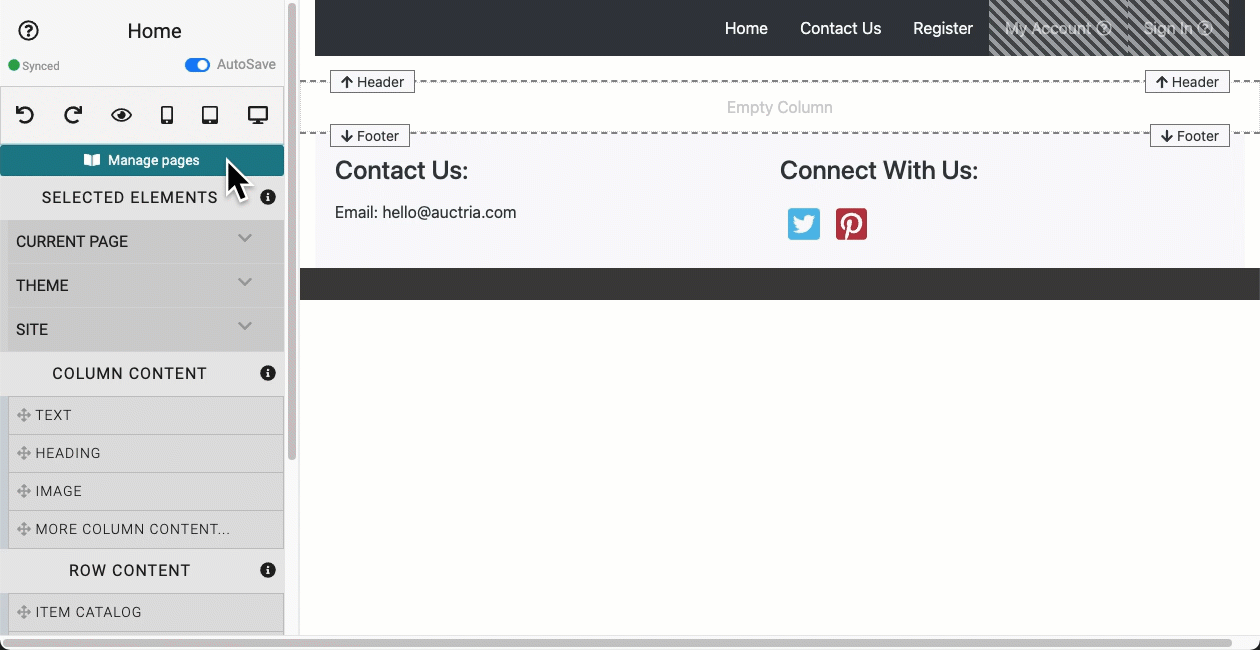 Home
Synced
AutoSave
Manage pages
SELECTED ELEMENTS
CURRENT PAGE
THEME
SITE
COLUMN CONTENT
TEXT
HEADING
IMAGE
MORE COLUMN CONTENT...
ROW CONTENT
ITEM CATALOG
Home Contact Us Register My Account Sign In
Header Header
Empty Column
Footer Footer
Contact Us: Connect With Us:
Email: hello@auctria.com